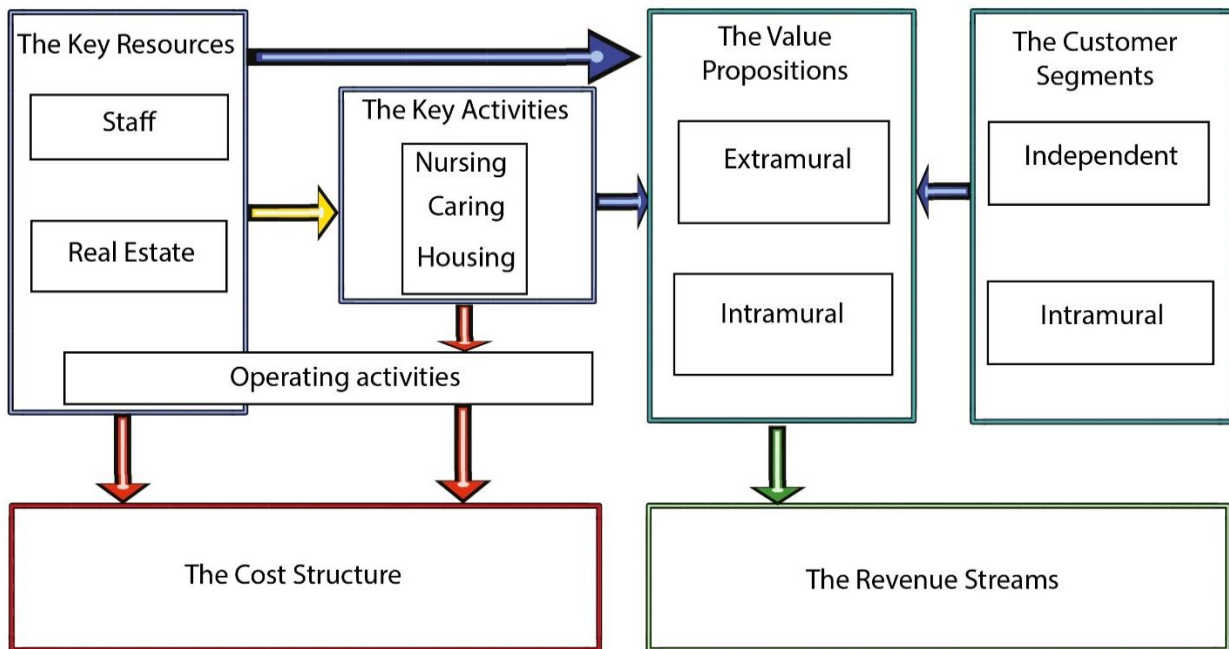 The Key Resources
Staff
Real Estate
The Key Activities
Nursing
Caring
Housing
Operating activities
The Value
Propositions
Extramural
Intramural
The Customer
Segments
Independent
Intramural
The Cost Structure
The Revenue Streams